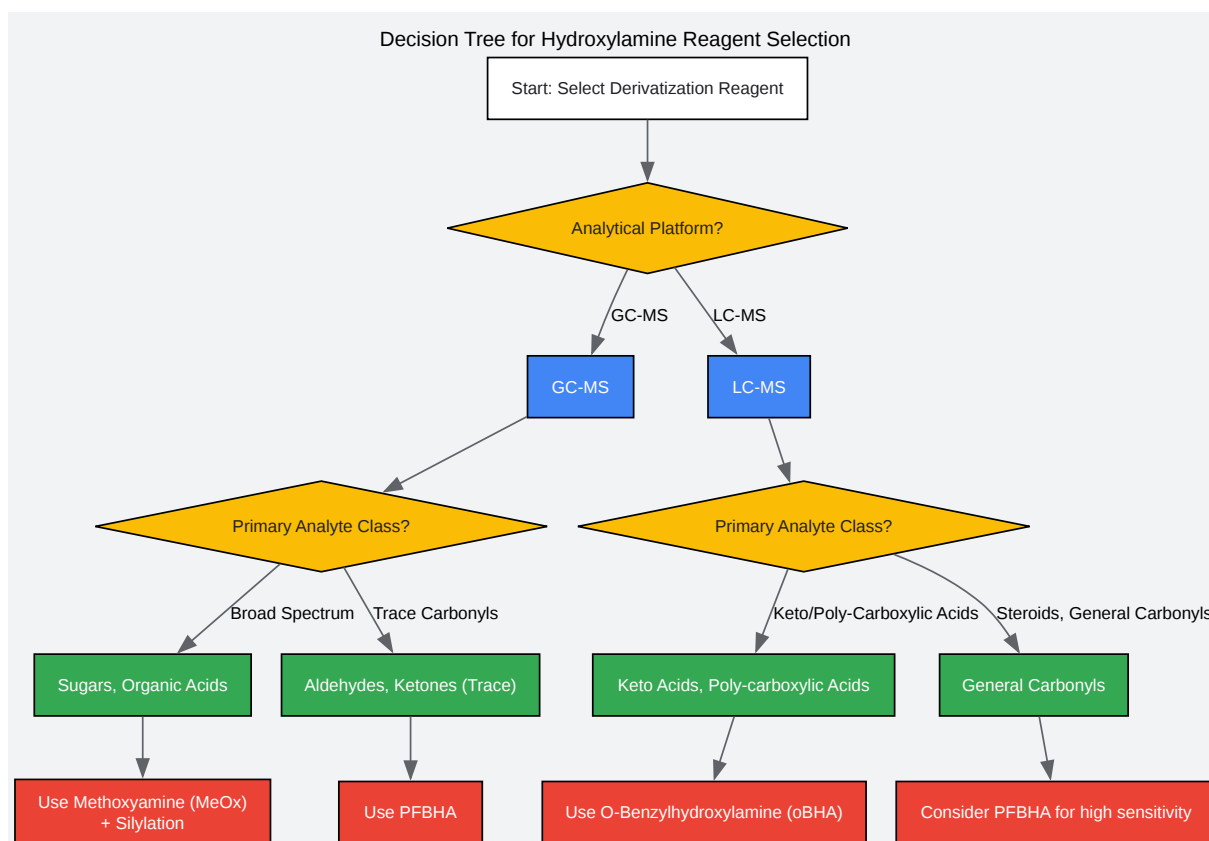 Decision Tree for Hydroxylamine Reagent Selection
Start: Select Derivatization Reagent
Analytical Platform?
GC-MS
LC-MS
GC-MS
LC-MS
Primary Analyte Class?
Primary Analyte Class?
Broad Spectrum
Trace Carbonyls
Keto/Poly-Carboxylic Acids
Steroids, General Carbonyls
Sugars, Organic Acids
Aldehydes, Ketones (Trace)
Keto Acids, Poly-carboxylic Acids
General Carbonyls
Use Methoxyamine (MeOx)
+ Silylation
Use PFBHA
Use O-Benzylhydroxylamine (oBHA)
Consider PFBHA for high sensitivity